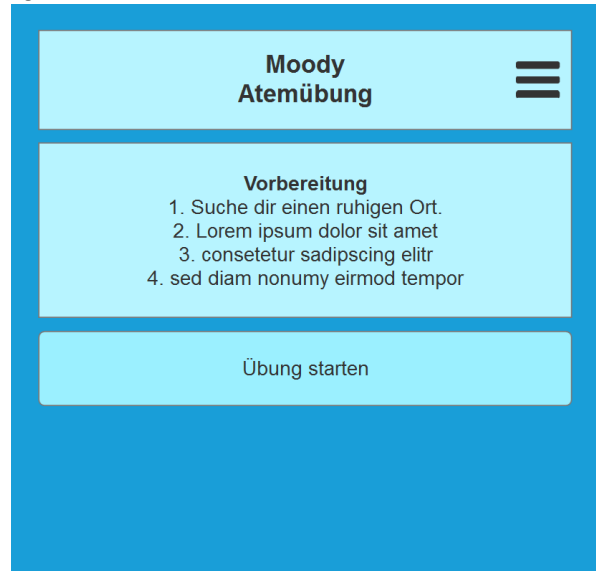 Moody
Atemübung
Vorbereitung
1. Suche dir einen ruhigen Ort.
2. Lorem ipsum dolor sit amet
3. consetetur sadipscing elitr
4. sed diam nonumy eirmod tempor
Übung starten